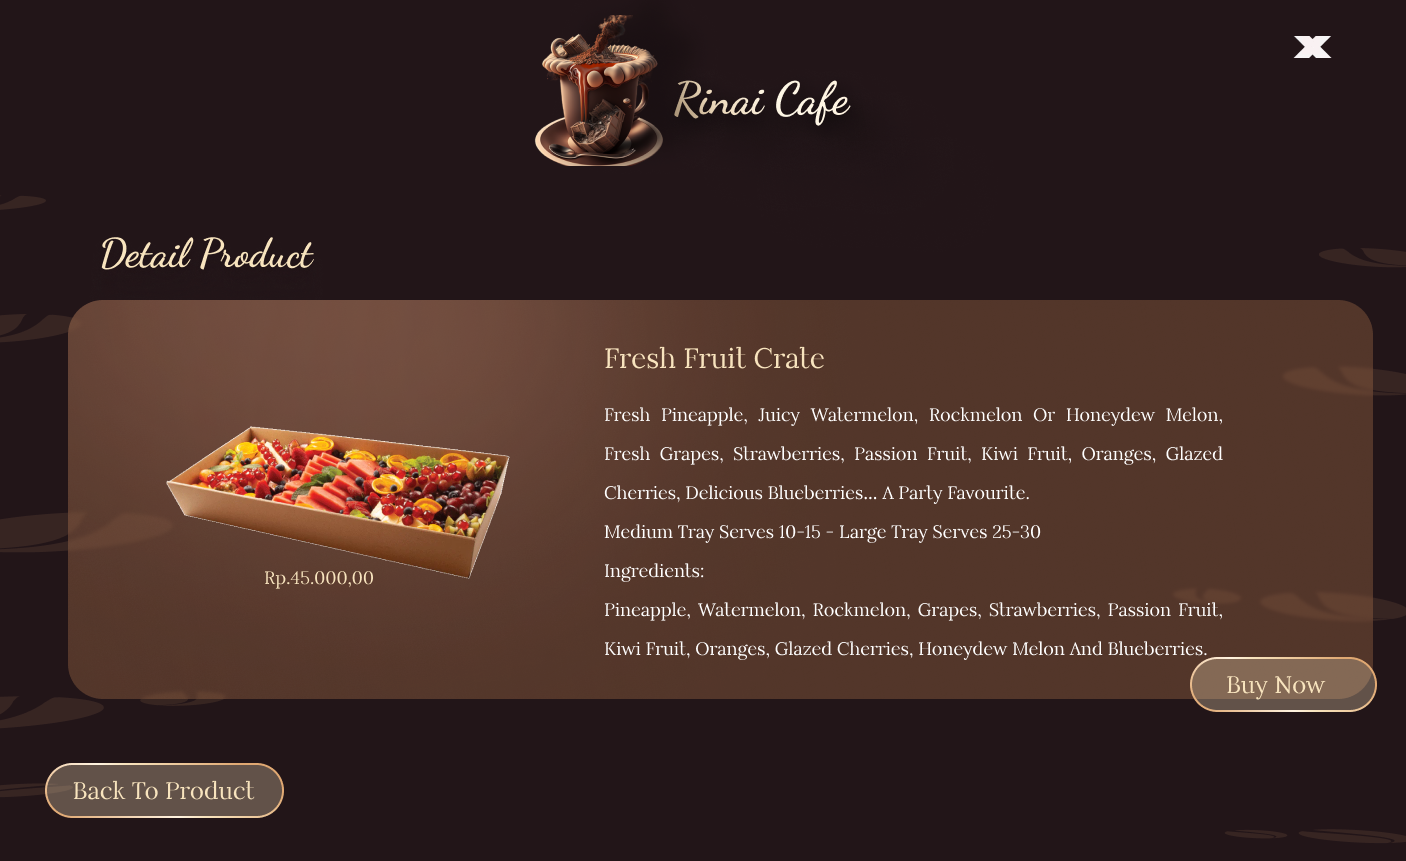 Rinai Cafe
Detail Product
Fresh Fruit Crate
Fresh Pineapple, Juicy Watermelon, Rockmelon Or Honeydew Melon,
Fresh Grapes, Strawberries, Passion Fruit, Kiwi Fruit, Oranges, Glazed
Cherries, Delicious Blueberries... A Party Favourite.
Medium Tray Serves 10-15 - Large Tray Serves 25-30
Ingredients:
Pineapple, Watermelon, Rockmelon, Grapes, Strawberries, Passion Fruit,
Kiwi Fruit, Oranges, Glazed Cherries, Honeydew Melon And Blueberries.
Rp.45.000,00
Buy Now
Back To Product